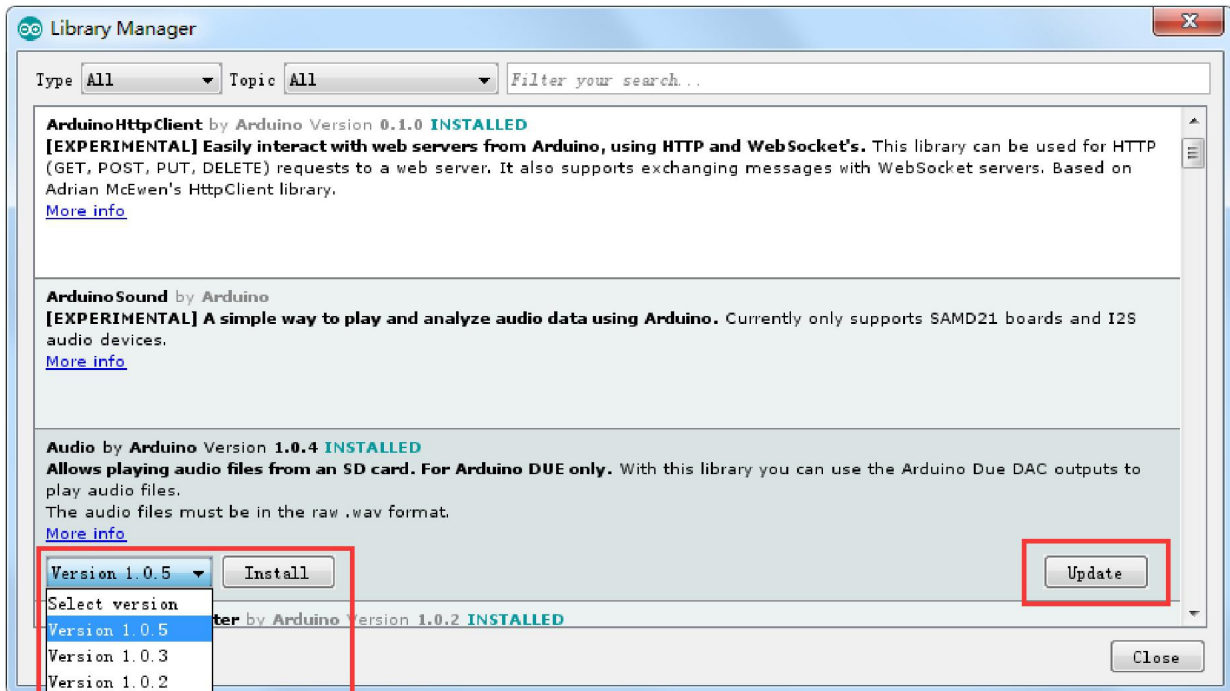 Library Manager
Type All Topic All Filter your search...
ArduinoHttpClient by Arduino Version 0.1.0 INSTALLED
[EXPERIMENTAL] Easily interact with web servers from Arduino, using HTTP and WebSocket's. This library can be used for HTTP
(GET, POST, PUT, DELETE) requests to a web server. It also supports exchanging messages with WebSocket servers. Based on
Adrian McEwen's HttpClient library.
More info
ArduinoSound by Arduino
[EXPERIMENTAL] A simple way to play and analyze audio data using Arduino. Currently only supports SAMD21 boards and I2S
audio devices.
More info
Audio by Arduino Version 1.0.4 INSTALLED
Allows playing audio files from an SD card. For Arduino DUE only. With this library you can use the Arduino Due DAC outputs to
play audio files.
The audio files must be in the raw .wav format.
More info
Version 1.0.5 Install Update
Select version
ter by Arduino Version 1.0.2 INSTALLED
Version 1.0.5
Version 1.0.3
Close
Version 1.0.2